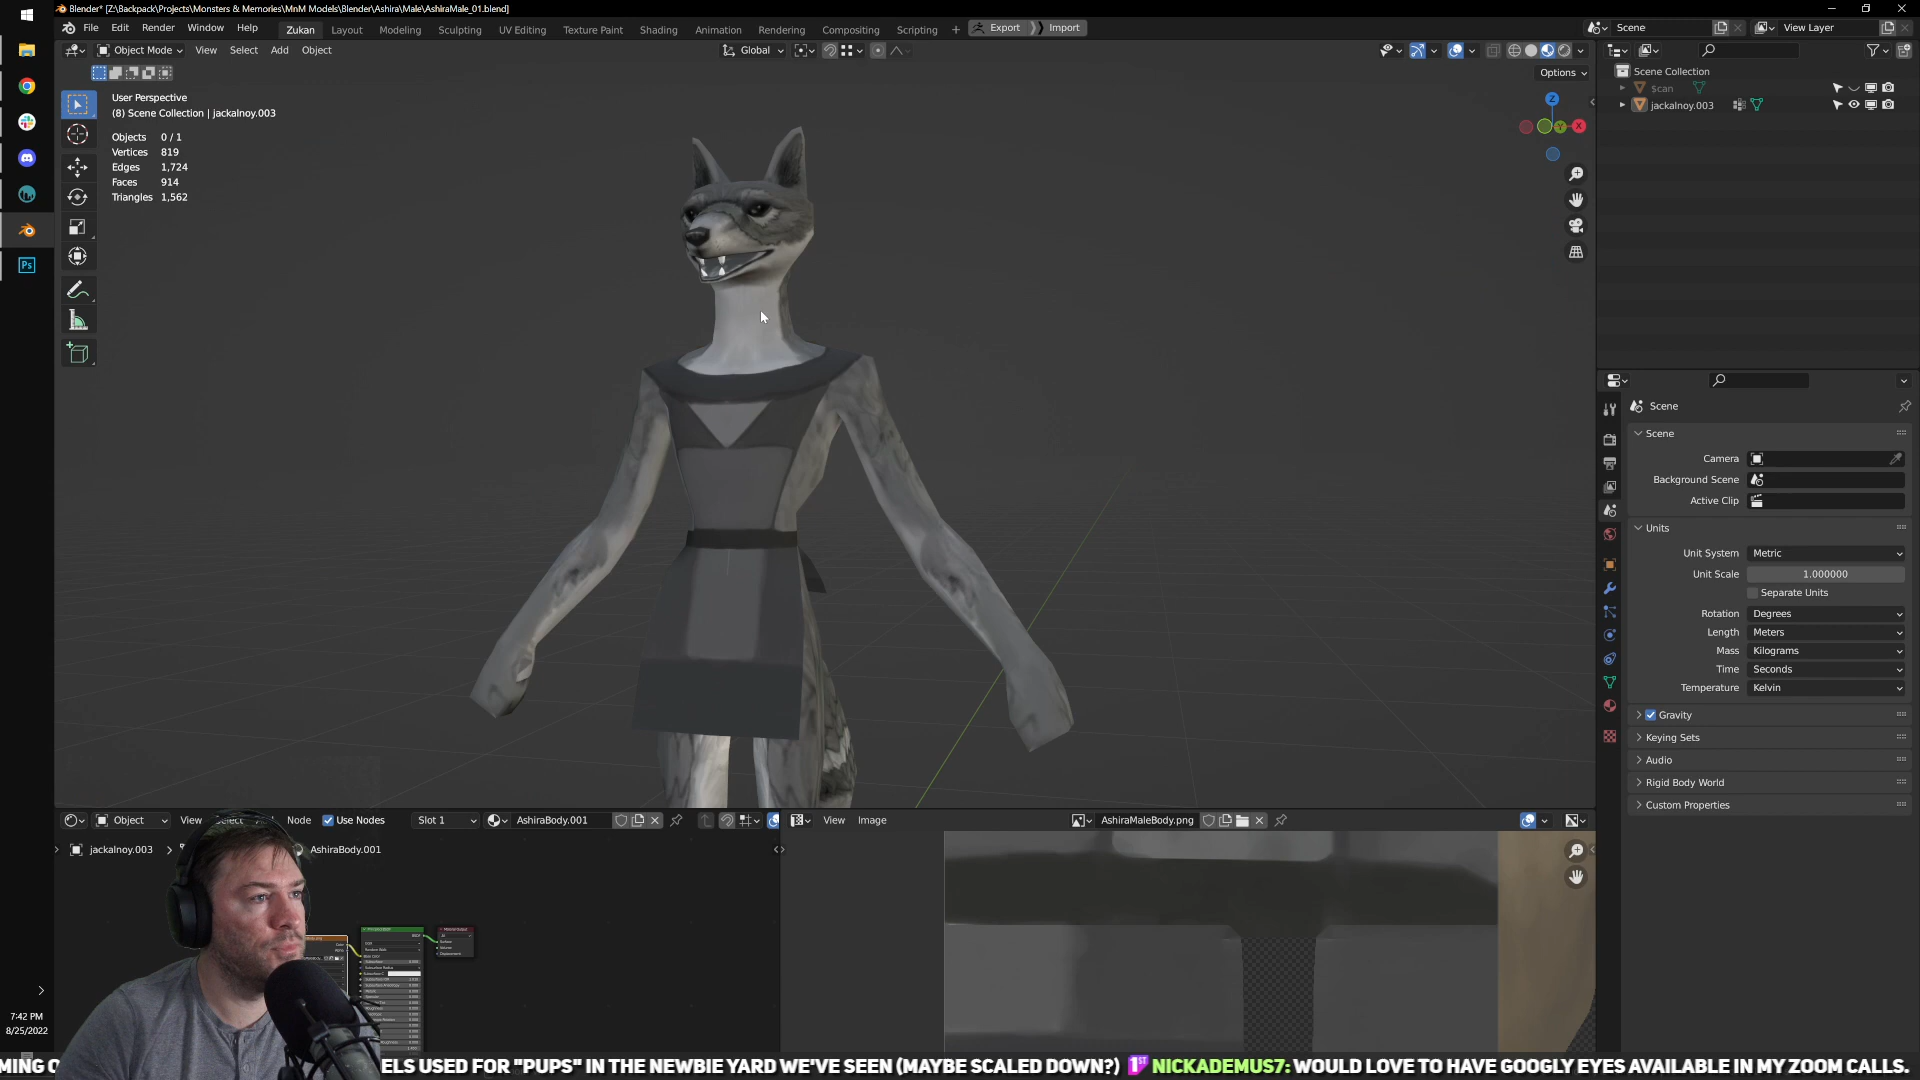 Blender* [Z:\Backpack\Projects\Monsters & Memories\MnM Models\Blender\Ashira\Male\AshiraMale_01.blend]
File Edit Render Window Help Zukan Layout Modeling Sculpting UV Editing Texture Paint Shading Animation Rendering Compositing Scripting + Export Import Scene View Layer
Object Mode View Select Add Object Global
Options
User Perspective
(8) Scene Collection | jackalnoy.003
Objects 0 / 1
Vertices 819
Edges 1,724
Faces 914
Triangles 1,562
Z
Y
X
Scene Collection
$can
jackalnoy.003
Ps
Scene
Scene
Camera
Background Scene
Active Clip
Units
Unit System Metric
Unit Scale 1.000000
Separate Units
Rotation Degrees
Length Meters
Mass Kilograms
Time Seconds
Temperature Kelvin
Gravity
Keying Sets
Audio
Rigid Body World
Custom Properties
Object View Select Node Use Nodes Slot 1 AshiraBody.001
View Image AshiraMaleBody.png
jackalnoy.003 AshiraBody.001
7:42 PM
8/25/2022
ELS USED FOR "PUPS" IN THE NEWBIE YARD WE'VE SEEN (MAYBE SCALED DOWN?) 1ST NICKADEMUS7: WOULD LOVE TO HAVE GOOGLY EYES AVAILABLE IN MY ZOOM CALLS.